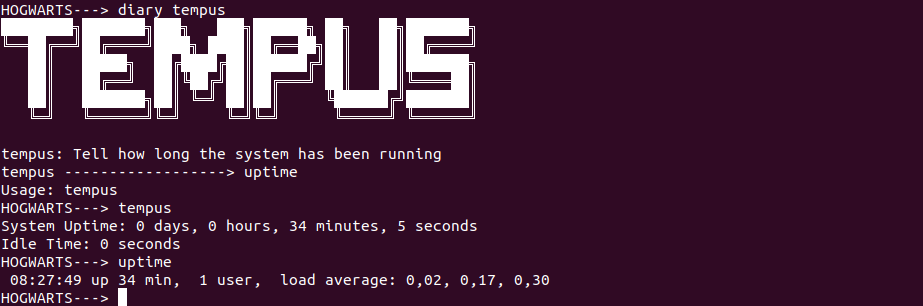 HOGWARTS---> diary tempus
TEMPUS
tempus: Tell how long the system has been running
tempus ------------------> uptime
Usage: tempus
HOGWARTS---> tempus
System Uptime: 0 days, 0 hours, 34 minutes, 5 seconds
Idle Time: 0 seconds
HOGWARTS---> uptime
 08:27:49 up 34 min,  1 user,  load average: 0,02, 0,17, 0,30
HOGWARTS--->